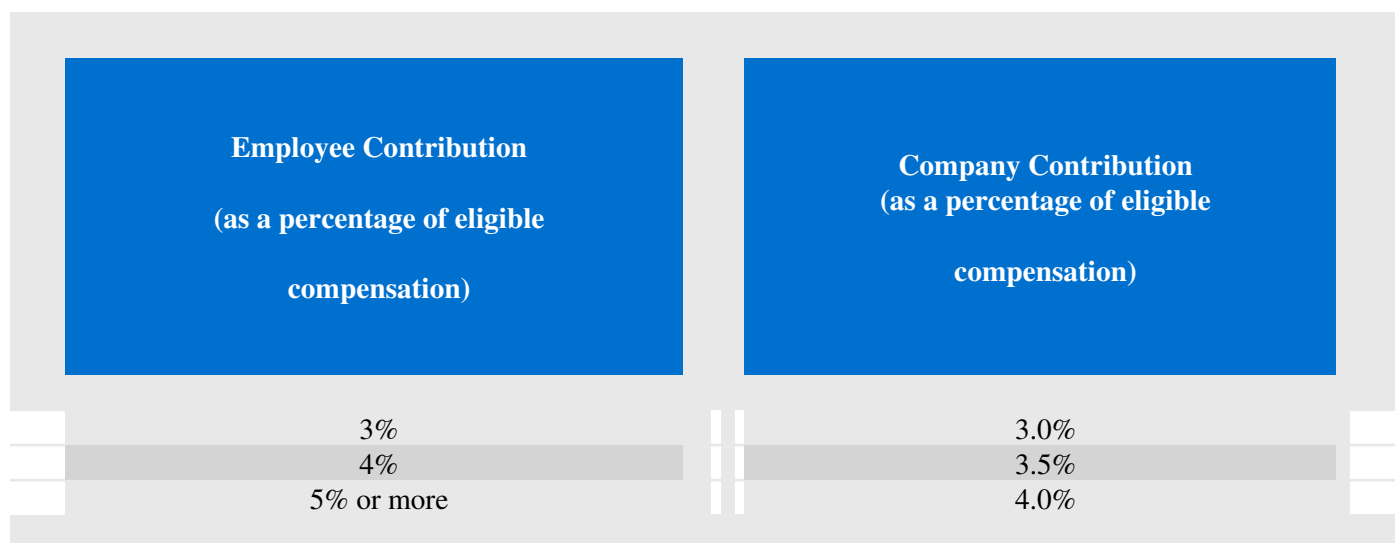 Employee Contribution
(as a percentage of eligible
compensation)
Company Contribution
(as a percentage of eligible
compensation)
3% 3.0%
4% 3.5%
5% or more 4.0%